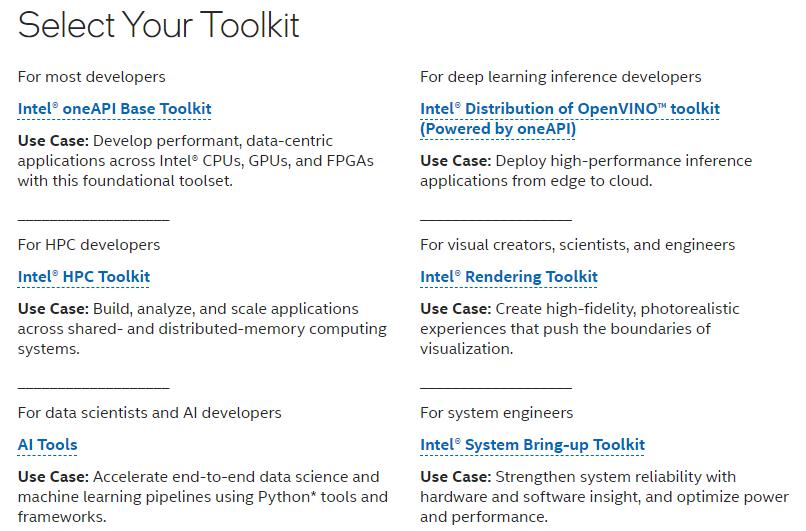 Select Your Toolkit
For most developers
Intel® oneAPI Base Toolkit
Use Case: Develop performant, data-centric
applications across Intel® CPUs, GPUs, and FPGAs
with this foundational toolset.
For HPC developers
Intel® HPC Toolkit
Use Case: Build, analyze, and scale applications
across shared- and distributed-memory computing
systems.
For data scientists and AI developers
AI Tools
Use Case: Accelerate end-to-end data science and
machine learning pipelines using Python* tools and
frameworks.
For deep learning inference developers
Intel® Distribution of OpenVINO™ toolkit
(Powered by oneAPI)
Use Case: Deploy high-performance inference
applications from edge to cloud.
For visual creators, scientists, and engineers
Intel® Rendering Toolkit
Use Case: Create high-fidelity, photorealistic
experiences that push the boundaries of
visualization.
For system engineers
Intel® System Bring-up Toolkit
Use Case: Strengthen system reliability with
hardware and software insight, and optimize power
and performance.